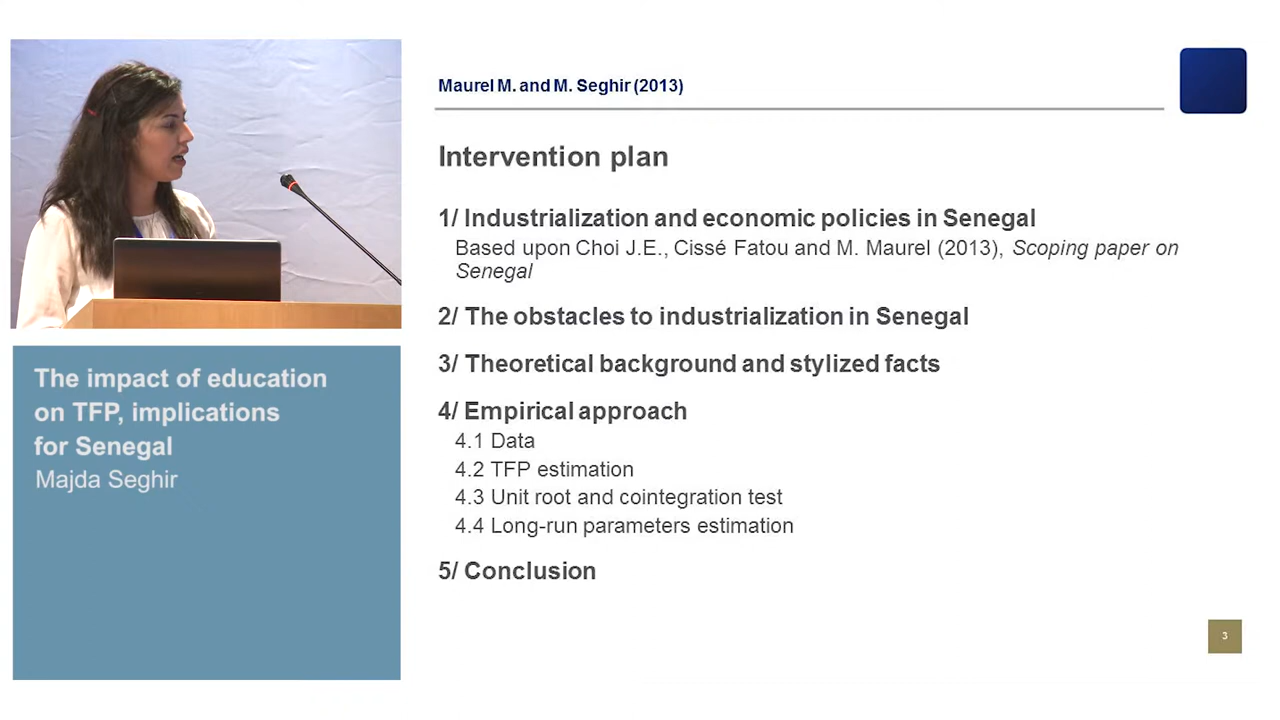 Maurel M. and M. Seghir (2013)
Intervention plan
1/ Industrialization and economic policies in Senegal
Based upon Choi J.E., Cissé Fatou and M. Maurel (2013), Scoping paper on
Senegal
2/ The obstacles to industrialization in Senegal
3/ Theoretical background and stylized facts
4/ Empirical approach
4.1 Data
4.2 TFP estimation
4.3 Unit root and cointegration test
4.4 Long-run parameters estimation
5/ Conclusion
3
The impact of education
on TFP, implications
for Senegal
Majda Seghir